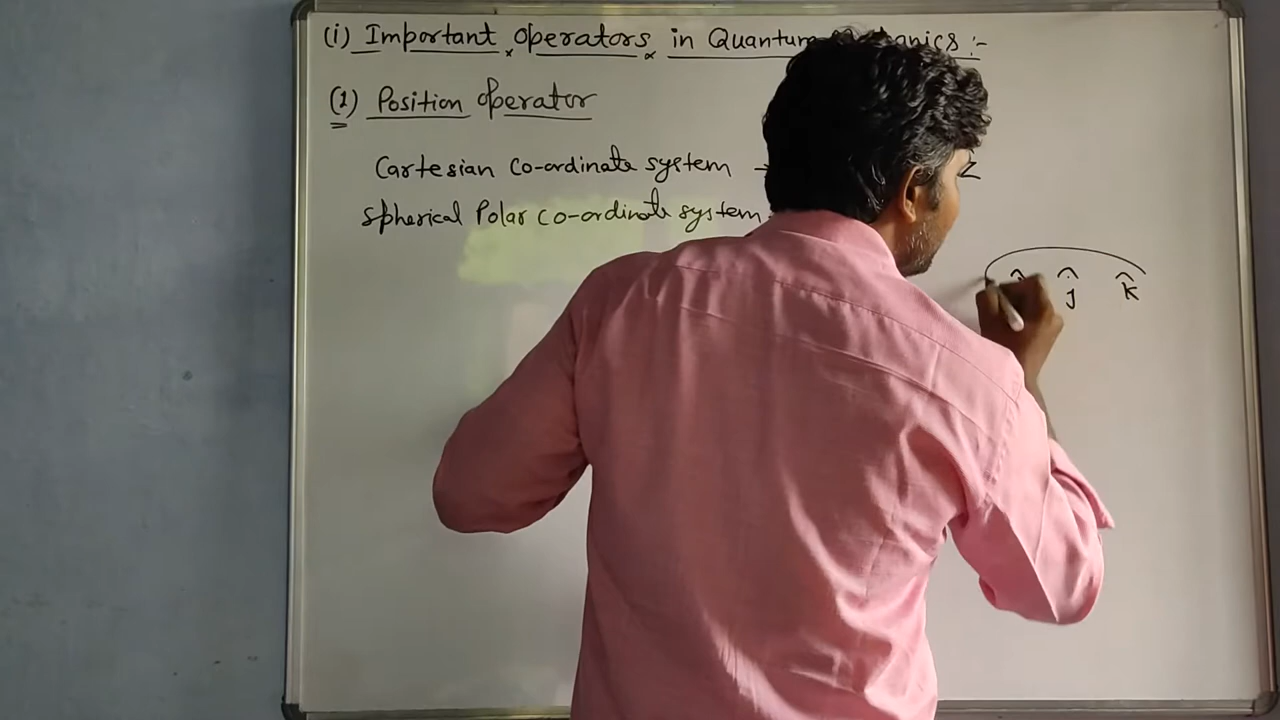 (i) Important operators in Quantum :-
(1) Position operator
Cartesian Co-ordinate system → Z
Spherical Polar Co-ordinate system
ĵ k̂